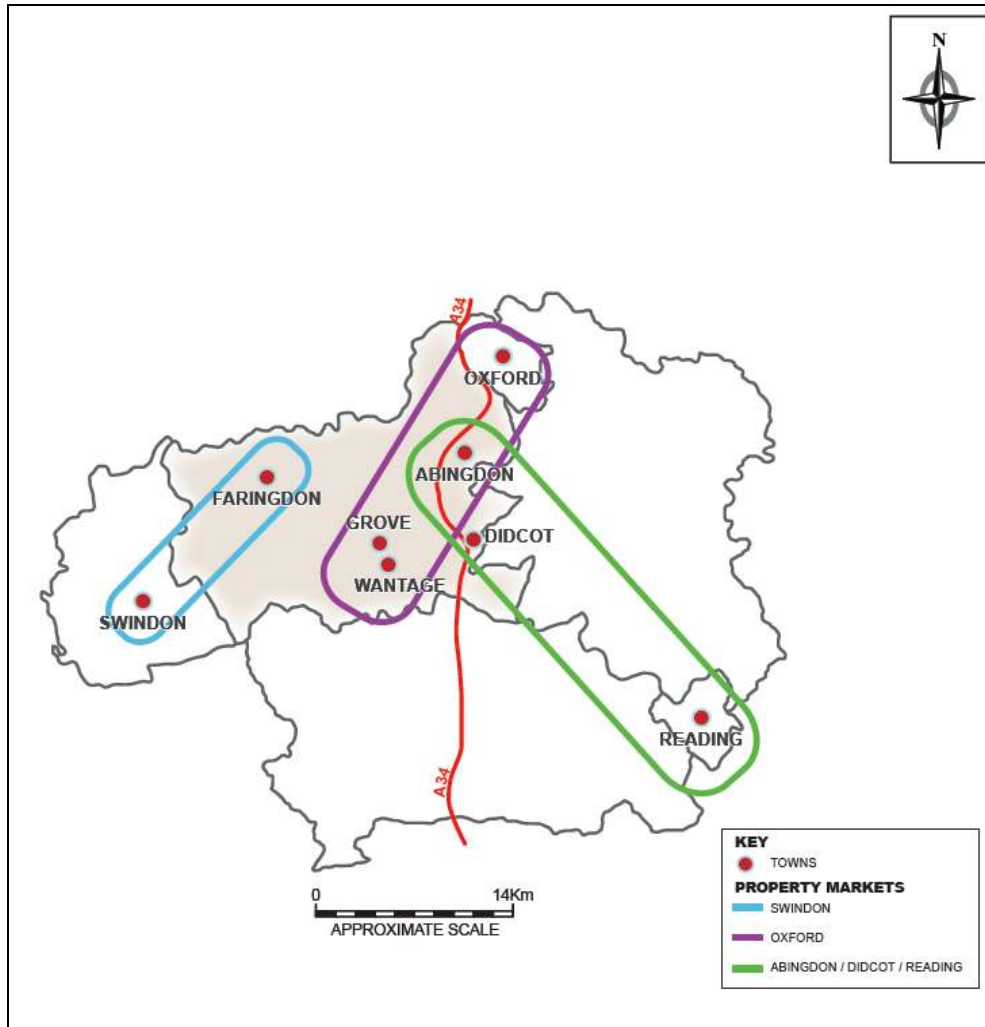 N
A34
OXFORD
ABINGDON
FARINGDON
GROVE
DIDCOT
WANTAGE
SWINDON
READING
A34
0 14Km
APPROXIMATE SCALE
KEY
TOWNS
PROPERTY MARKETS
SWINDON
OXFORD
ABINGDON / DIDCOT / READING